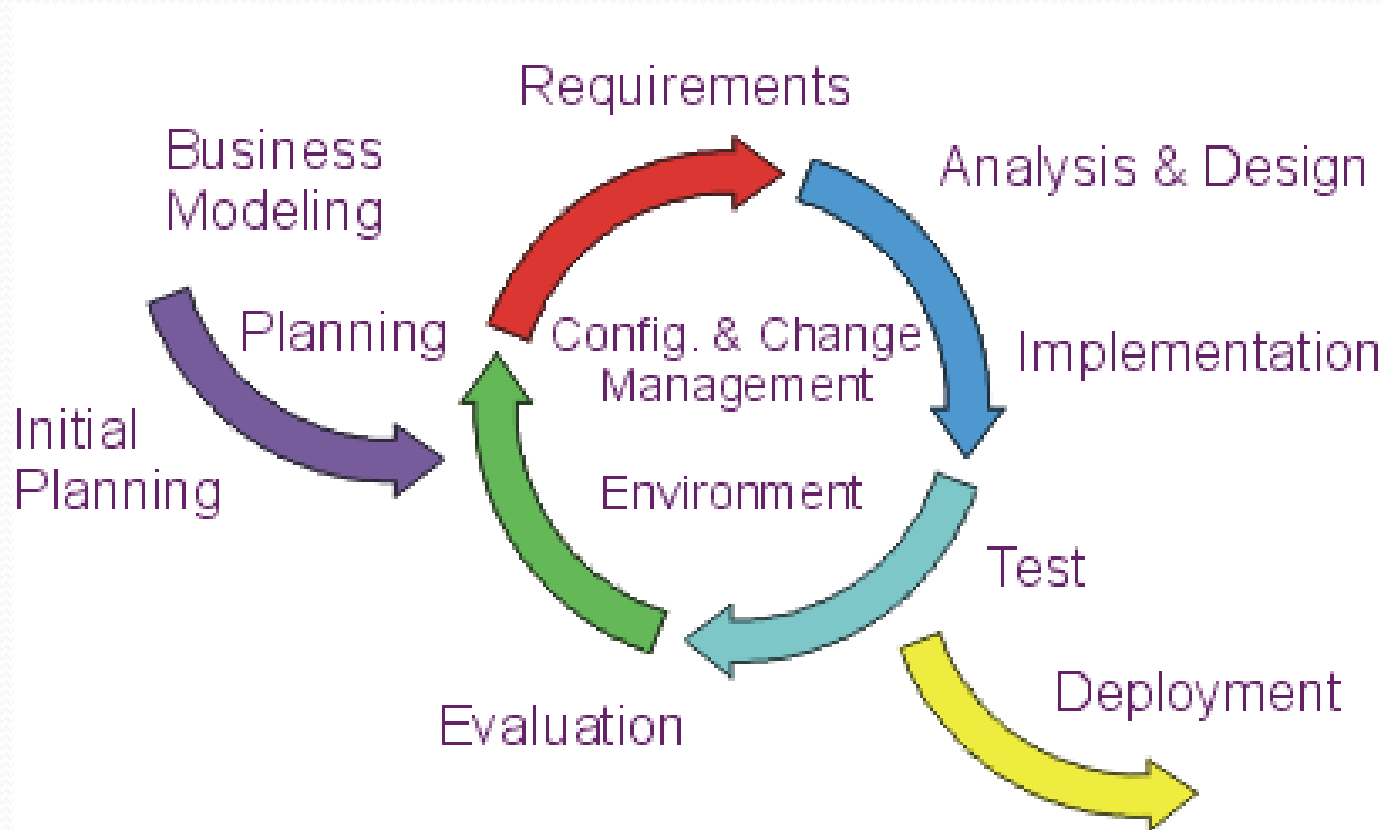 Requirements
Business
Modeling
Analysis & Design
Planning
Config. & Change
Management
Implementation
Initial
Planning
Environment
Test
Deployment
Evaluation